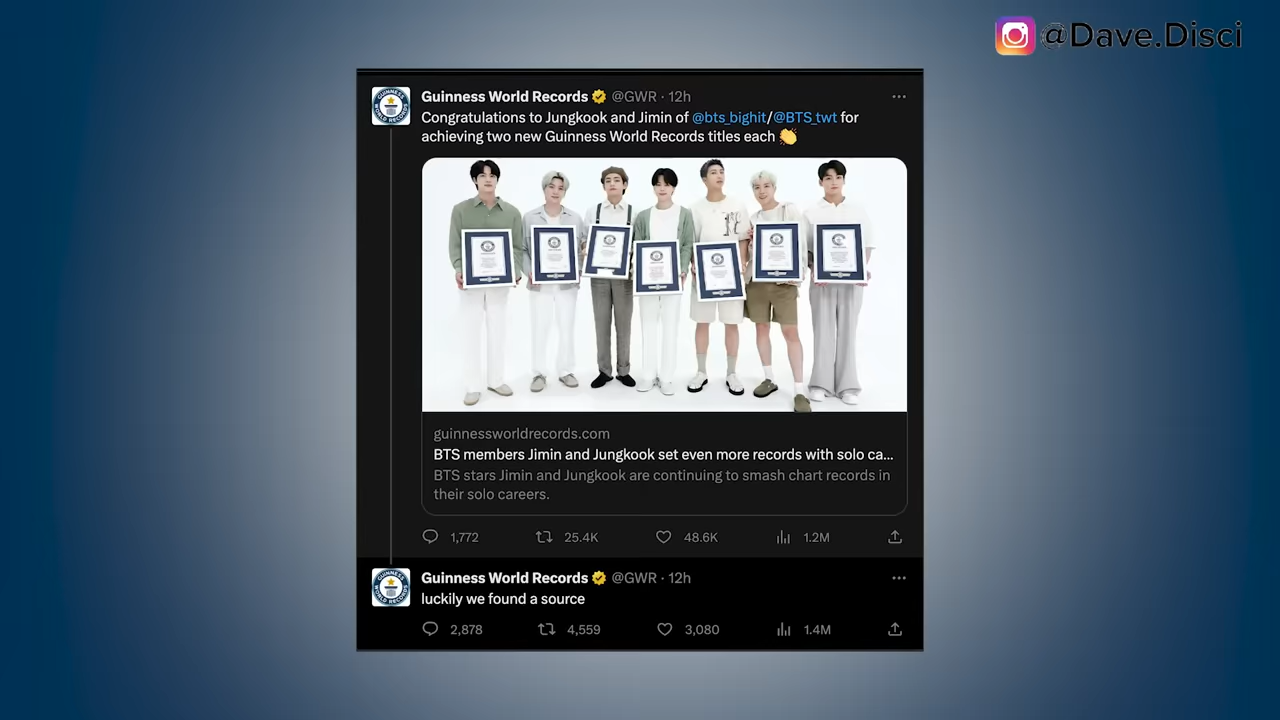 @Dave.Disci
Guinness World Records @GWR · 12h
Congratulations to Jungkook and Jimin of @bts_bighit/@BTS_twt for
achieving two new Guinness World Records titles each 👏
guinnessworldrecords.com
BTS members Jimin and Jungkook set even more records with solo ca...
BTS stars Jimin and Jungkook are continuing to smash chart records in
their solo careers.
1,772 25.4K 48.6K 1.2M
Guinness World Records @GWR · 12h
luckily we found a source
2,878 4,559 3,080 1.4M